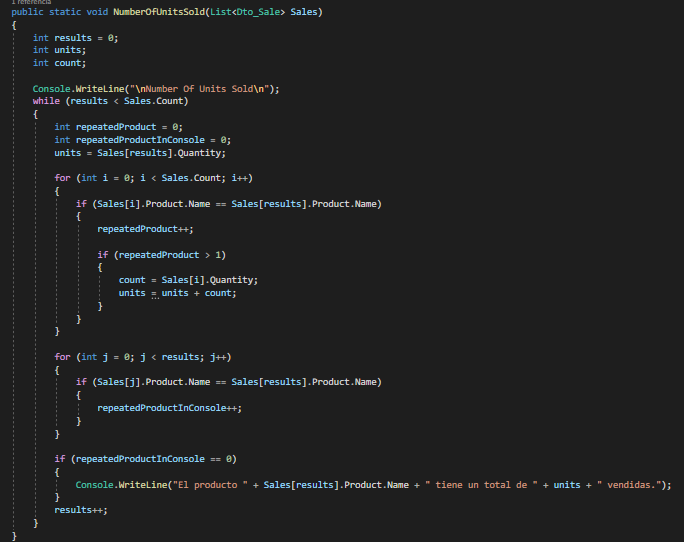 1 referencia
public static void NumberOfUnitsSold(List<Dto_Sale> Sales)
{
int results = 0;
int units;
int count;
Console.WriteLine("\nNumber Of Units Sold\n");
while (results < Sales.Count)
{
int repeatedProduct = 0;
int repeatedProductInConsole = 0;
units = Sales[results].Quantity;
for (int i = 0; i < Sales.Count; i++)
{
if (Sales[i].Product.Name == Sales[results].Product.Name)
{
repeatedProduct++;
if (repeatedProduct > 1)
{
count = Sales[i].Quantity;
units = units + count;
}
}
}
for (int j = 0; j < results; j++)
{
if (Sales[j].Product.Name == Sales[results].Product.Name)
{
repeatedProductInConsole++;
}
}
if (repeatedProductInConsole == 0)
{
Console.WriteLine("El producto " + Sales[results].Product.Name + " tiene un total de " + units + " vendidas.");
}
results++;
}
}